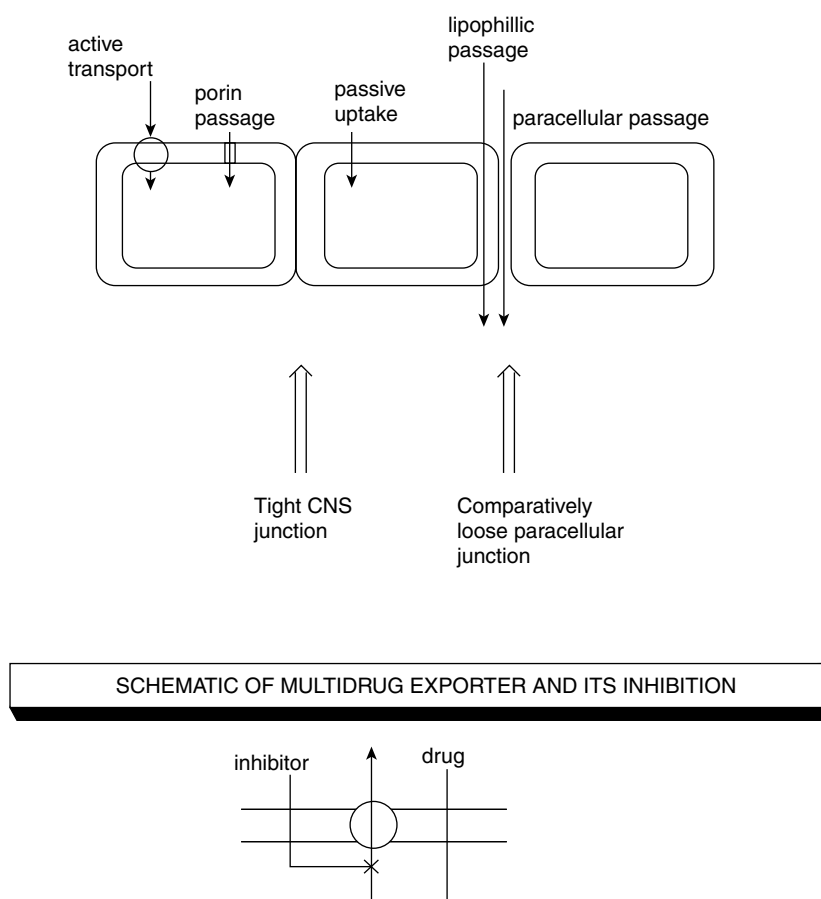 active
transport
porin
passage
passive
uptake
lipophillic
passage
paracellular passage
Tight CNS
junction
Comparatively
loose paracellular
junction
SCHEMATIC OF MULTIDRUG EXPORTER AND ITS INHIBITION
inhibitor
drug